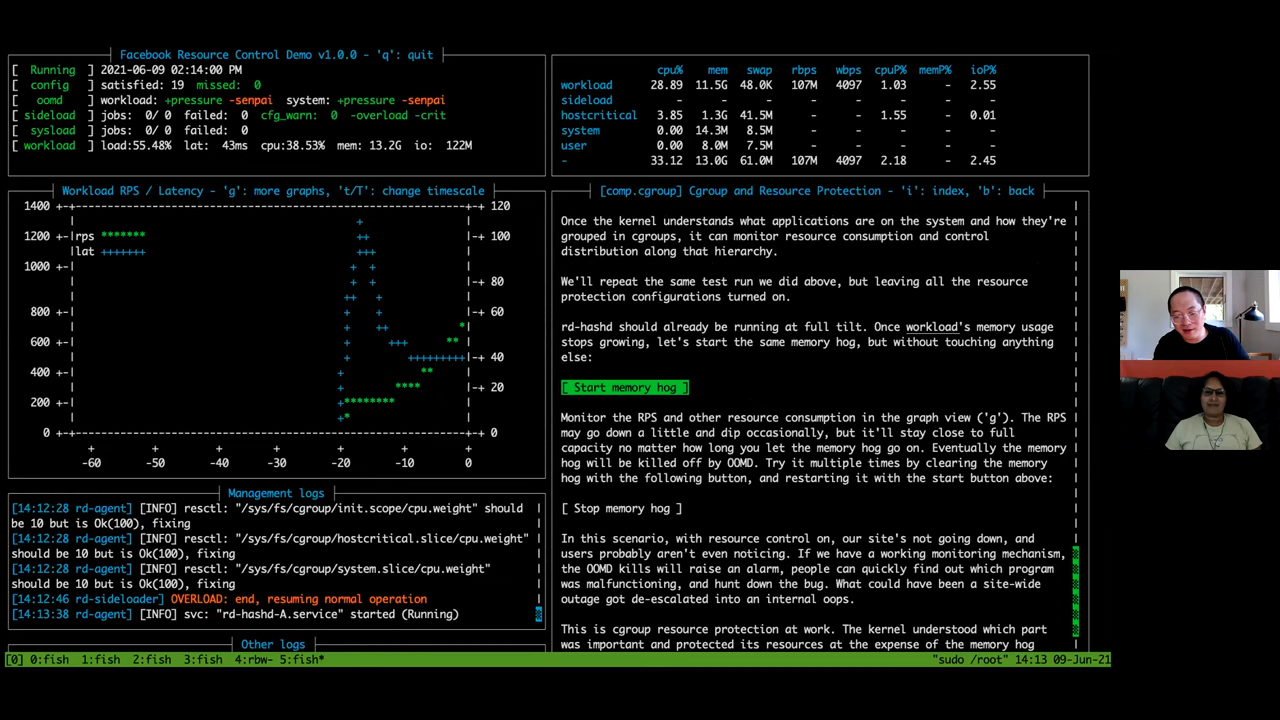 Facebook Resource Control Demo v1.0.0 - 'q': quit
[ Running ] 2021-06-09 02:14:00 PM
[ config ] satisfied: 19 missed: 0
[ oomd ] workload: +pressure -senpai system: +pressure -senpai
[ sideload ] jobs: 0/ 0 failed: 0 cfg_warn: 0 -overload -crit
[ sysload ] jobs: 0/ 0 failed: 0
[ workload ] load:55.48% lat: 43ms cpu:38.53% mem: 13.2G io: 122M
cpu% mem swap rbps wbps cpuP% memP% ioP%
workload 28.89 11.5G 48.0K 107M 4097 1.03 - 2.55
sideload - - - - - - - -
hostcritical 3.85 1.3G 41.5M - - 1.55 - 0.01
system 0.00 14.3M 8.5M - - - - -
user 0.00 8.0M 7.5M - - - - -
- 33.12 13.0G 61.0M 107M 4097 2.18 - 2.45
Workload RPS / Latency - 'g': more graphs, 't/T': change timescale
1400 120
1200 100
1000 80
800 60
600 40
400 20
200 0
0
rps *******
lat +++++++
-60 -50 -40 -30 -20 -10 0
Management logs
[14:12:28 rd-agent] [INFO] resctl: "/sys/fs/cgroup/init.scope/cpu.weight" should
be 10 but is Ok(100), fixing
[14:12:28 rd-agent] [INFO] resctl: "/sys/fs/cgroup/hostcritical.slice/cpu.weight"
should be 10 but is Ok(100), fixing
[14:12:28 rd-agent] [INFO] resctl: "/sys/fs/cgroup/system.slice/cpu.weight"
should be 10 but is Ok(100), fixing
[14:12:46 rd-sideloader] OVERLOAD: end, resuming normal operation
[14:13:38 rd-agent] [INFO] svc: "rd-hashd-A.service" started (Running)
Other logs
[comp.cgroup] Cgroup and Resource Protection - 'i': index, 'b': back
Once the kernel understands what applications are on the system and how they're
grouped in cgroups, it can monitor resource consumption and control
distribution along that hierarchy.
We'll repeat the same test run we did above, but leaving all the resource
protection configurations turned on.
rd-hashd should already be running at full tilt. Once workload's memory usage
stops growing, let's start the same memory hog, but without touching anything
else:
[ Start memory hog ]
Monitor the RPS and other resource consumption in the graph view ('g'). The RPS
may go down a little and dip occasionally, but it'll stay close to full
capacity no matter how long you let the memory hog go on. Eventually the memory
hog will be killed off by OOMD. Try it multiple times by clearing the memory
hog with the following button, and restarting it with the start button above:
[ Stop memory hog ]
In this scenario, with resource control on, our site's not going down, and
users probably aren't even noticing. If we have a working monitoring mechanism,
the OOMD kills will raise an alarm, people can quickly find out which program
was malfunctioning, and hunt down the bug. What could have been a site-wide
outage got de-escalated into an internal oops.
This is cgroup resource protection at work. The kernel understood which part
was important and protected its resources at the expense of the memory hog
[0] 0:fish 1:fish 2:fish 3:fish 4:rbw- 5:fish* "sudo /root" 14:13 09-Jun-21